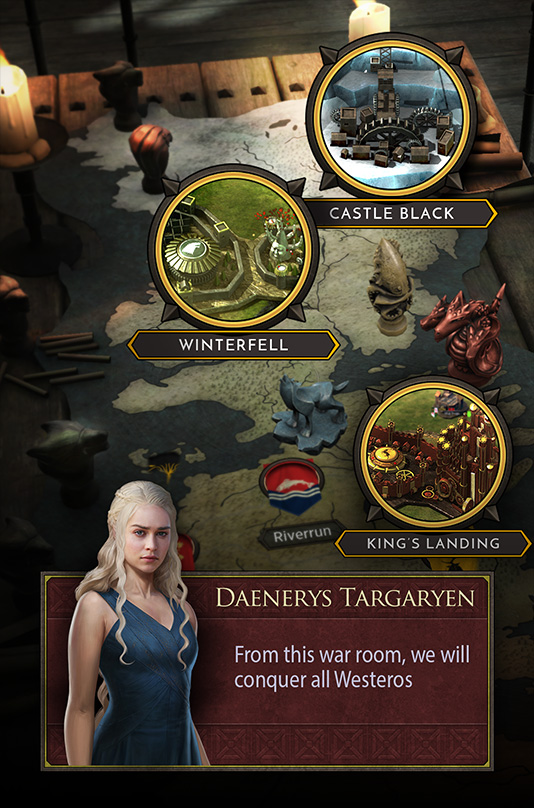 CASTLE BLACK
WINTERFELL
Riverrun
KING'S LANDING
DAENERYS TARGARYEN
From this war room, we will
conquer all Westeros